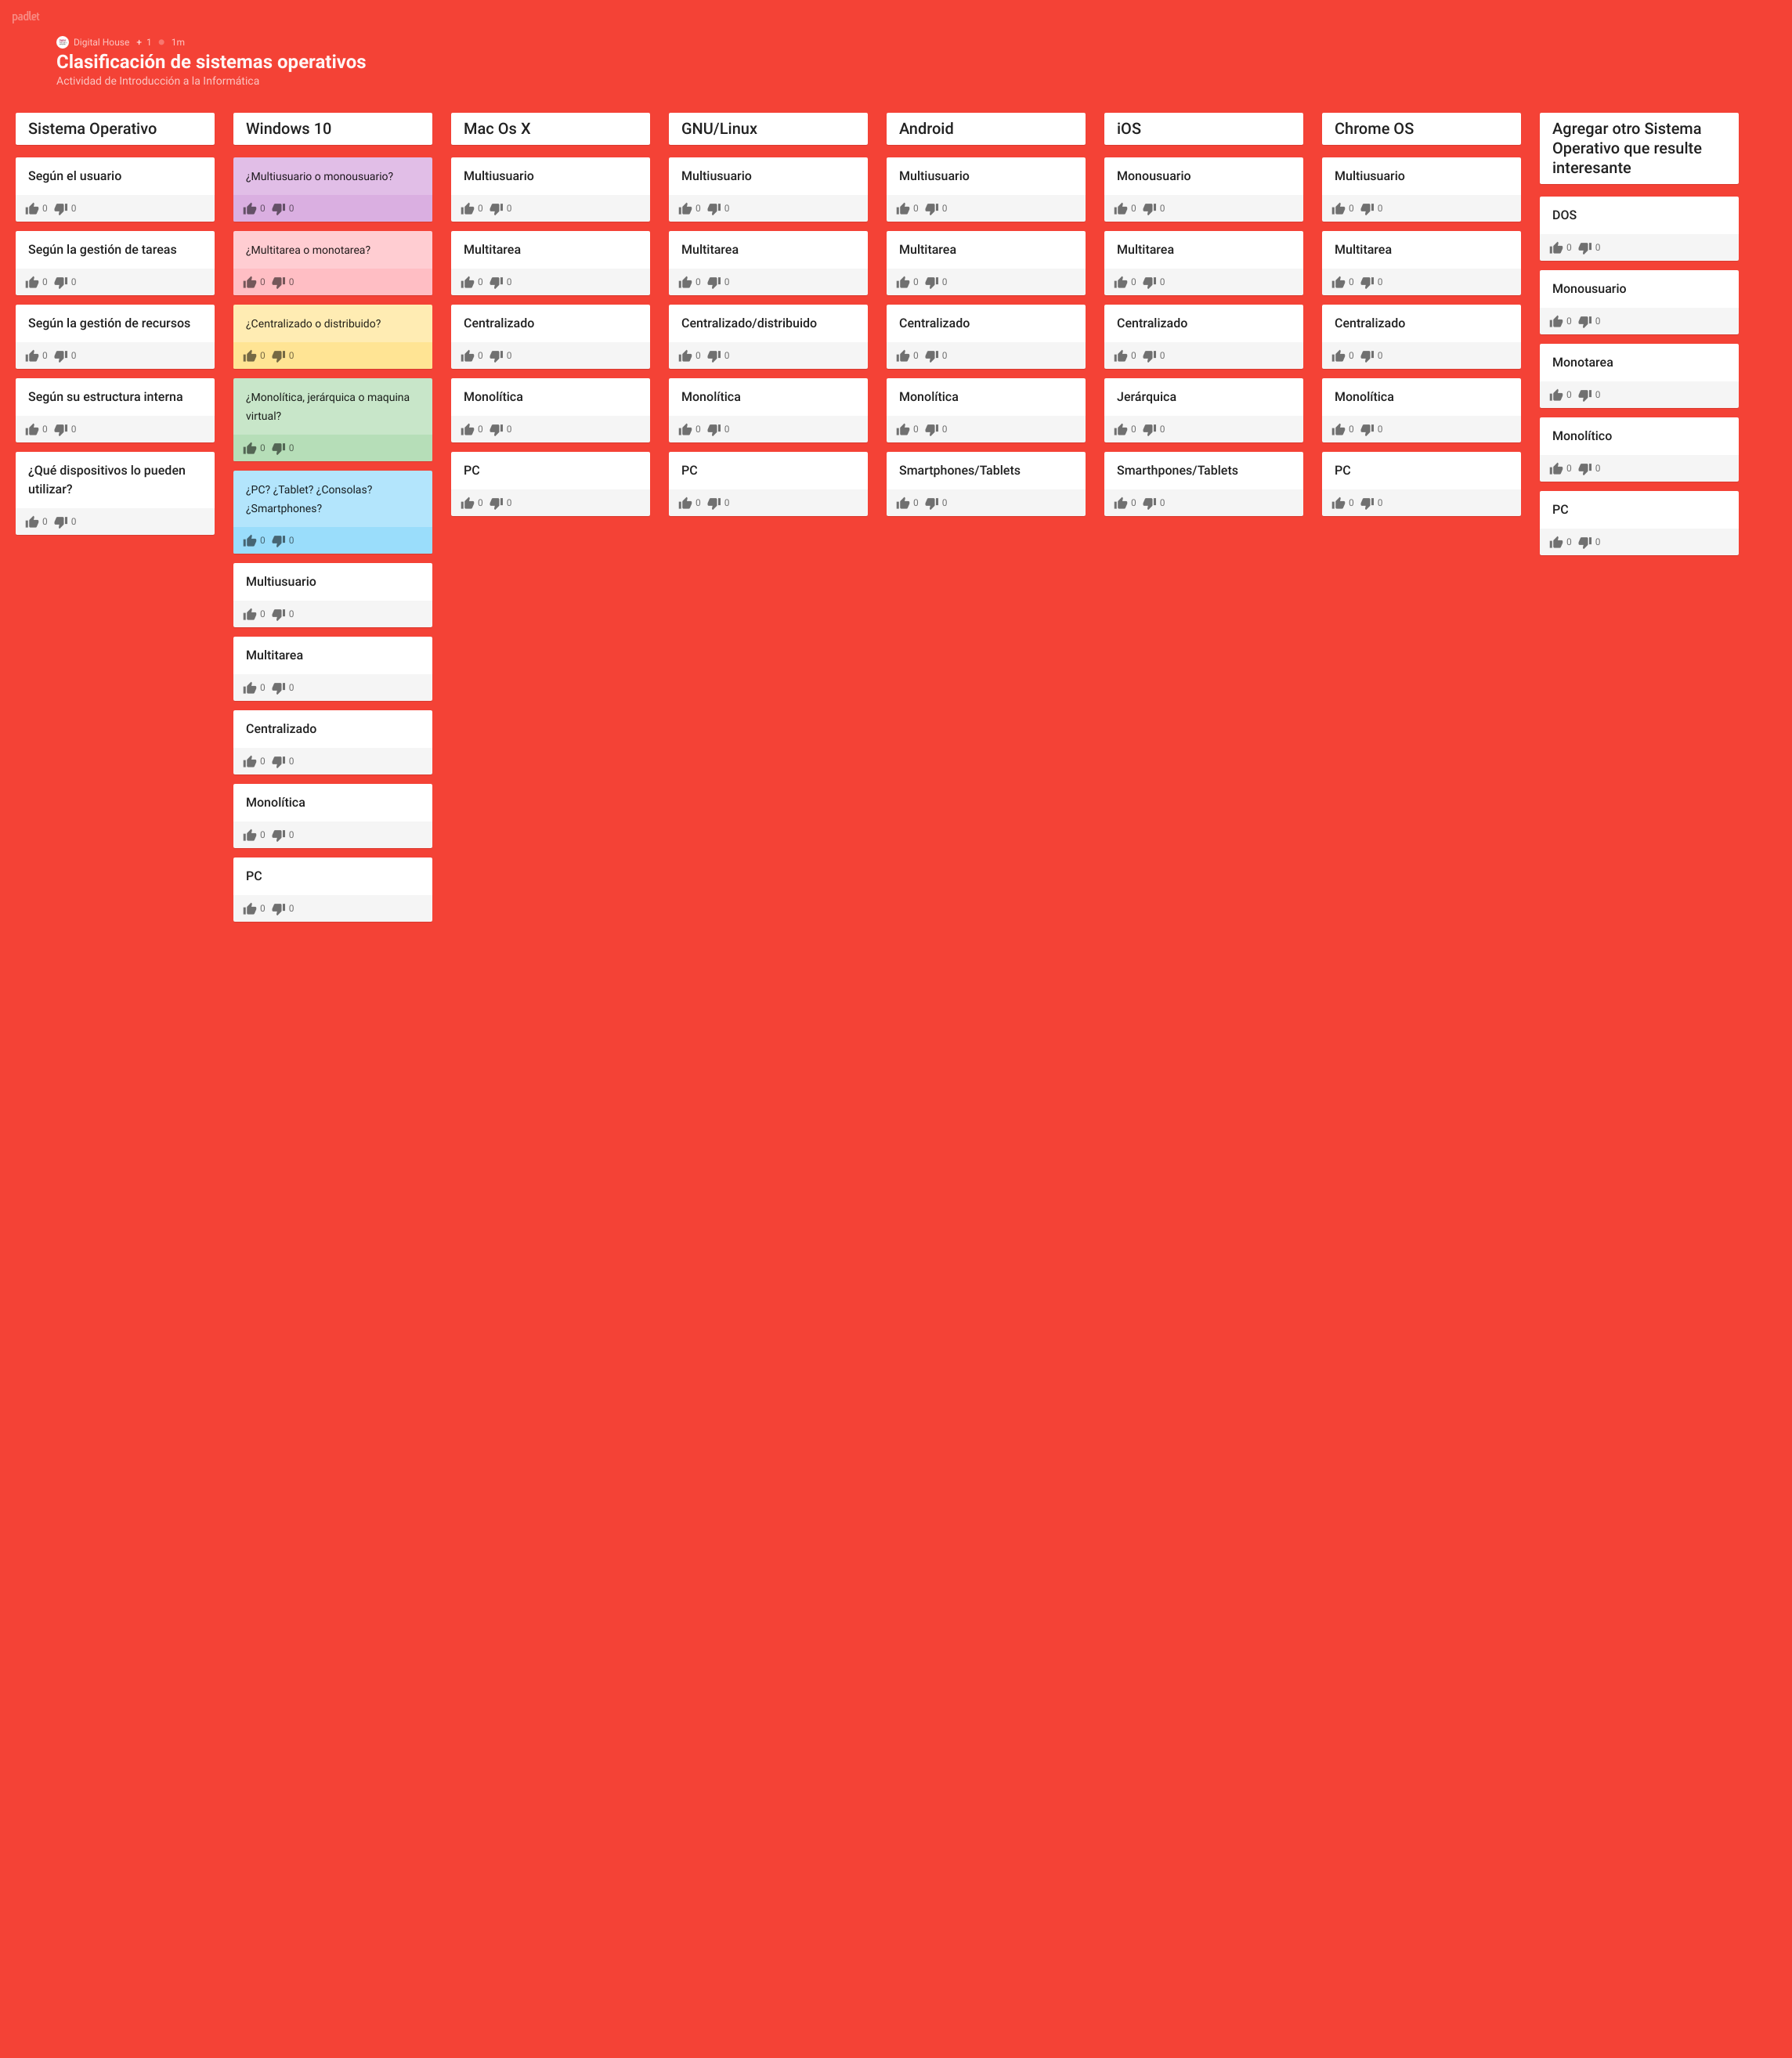 padlet
Digital House + 1 1m
Clasificación de sistemas operativos
Actividad de Introducción a la Informática
Sistema Operativo
Según el usuario
0 0
Según la gestión de tareas
0 0
Según la gestión de recursos
0 0
Según su estructura interna
0 0
¿Qué dispositivos lo pueden
utilizar?
0 0
Windows 10
¿Multiusuario o monousuario?
0 0
¿Multitarea o monotarea?
0 0
¿Centralizado o distribuido?
0 0
¿Monolítica, jerárquica o maquina
virtual?
0 0
¿PC? ¿Tablet? ¿Consolas?
¿Smartphones?
0 0
Multiusuario
0 0
Multitarea
0 0
Centralizado
0 0
Monolítica
0 0
PC
0 0
Mac Os X
Multiusuario
0 0
Multitarea
0 0
Centralizado
0 0
Monolítica
0 0
PC
0 0
GNU/Linux
Multiusuario
0 0
Multitarea
0 0
Centralizado/distribuido
0 0
Monolítica
0 0
PC
0 0
Android
Multiusuario
0 0
Multitarea
0 0
Centralizado
0 0
Monolítica
0 0
Smartphones/Tablets
0 0
iOS
Monousuario
0 0
Multitarea
0 0
Centralizado
0 0
Jerárquica
0 0
Smarthpones/Tablets
0 0
Chrome OS
Multiusuario
0 0
Multitarea
0 0
Centralizado
0 0
Monolítica
0 0
PC
0 0
Agregar otro Sistema
Operativo que resulte
interesante
DOS
0 0
Monousuario
0 0
Monotarea
0 0
Monolítico
0 0
PC
0 0